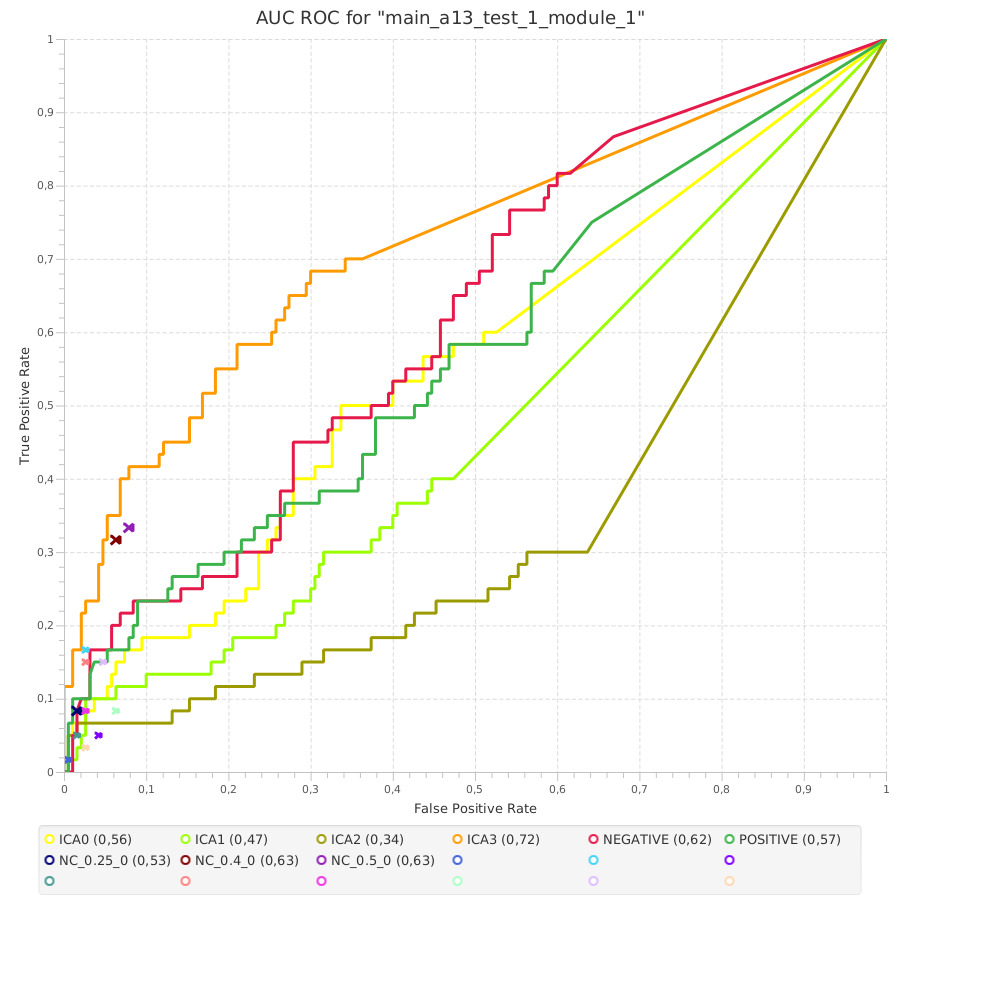 AUC ROC for "main_a13_test_1_module_1"
True Positive Rate
1
0,9
0,8
0,7
0,6
0,5
0,4
0,3
0,2
0,1
0
0 0,1 0,2 0,3 0,4 0,5 0,6 0,7 0,8 0,9 1
False Positive Rate
ICA0 (0,56) ICA1 (0,47) ICA2 (0,34) ICA3 (0,72) NEGATIVE (0,62) POSITIVE (0,57)
NC_0.25_0 (0,53) NC_0.4_0 (0,63) NC_0.5_0 (0,63)